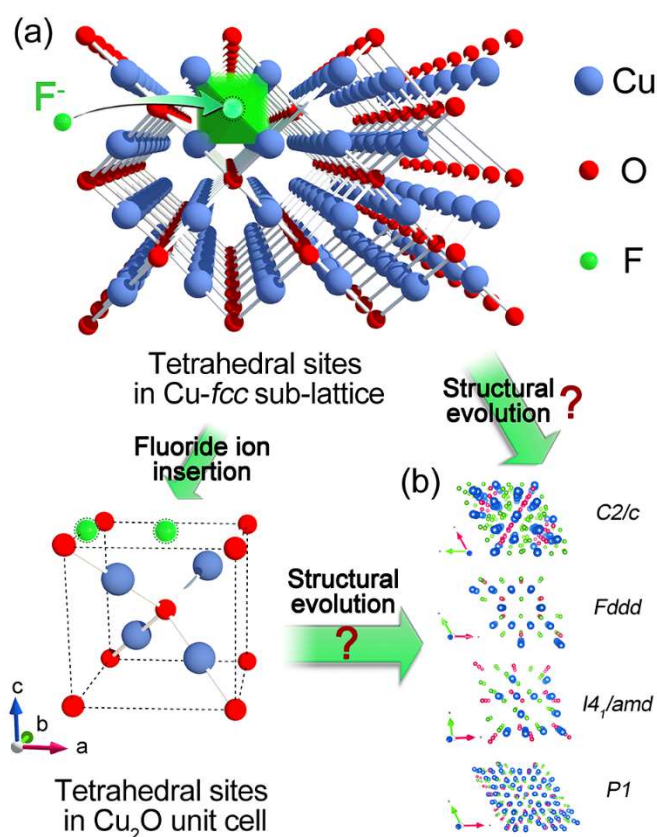 (a)
F⁻
Cu
O
F
Tetrahedral sites
in Cu-fcc sub-lattice
Structural
evolution ?
Fluoride ion
insertion
(b)
C2/c
Fddd
I4₁/amd
P1
Structural
evolution
?
c
b
a
Tetrahedral sites
in Cu₂O unit cell